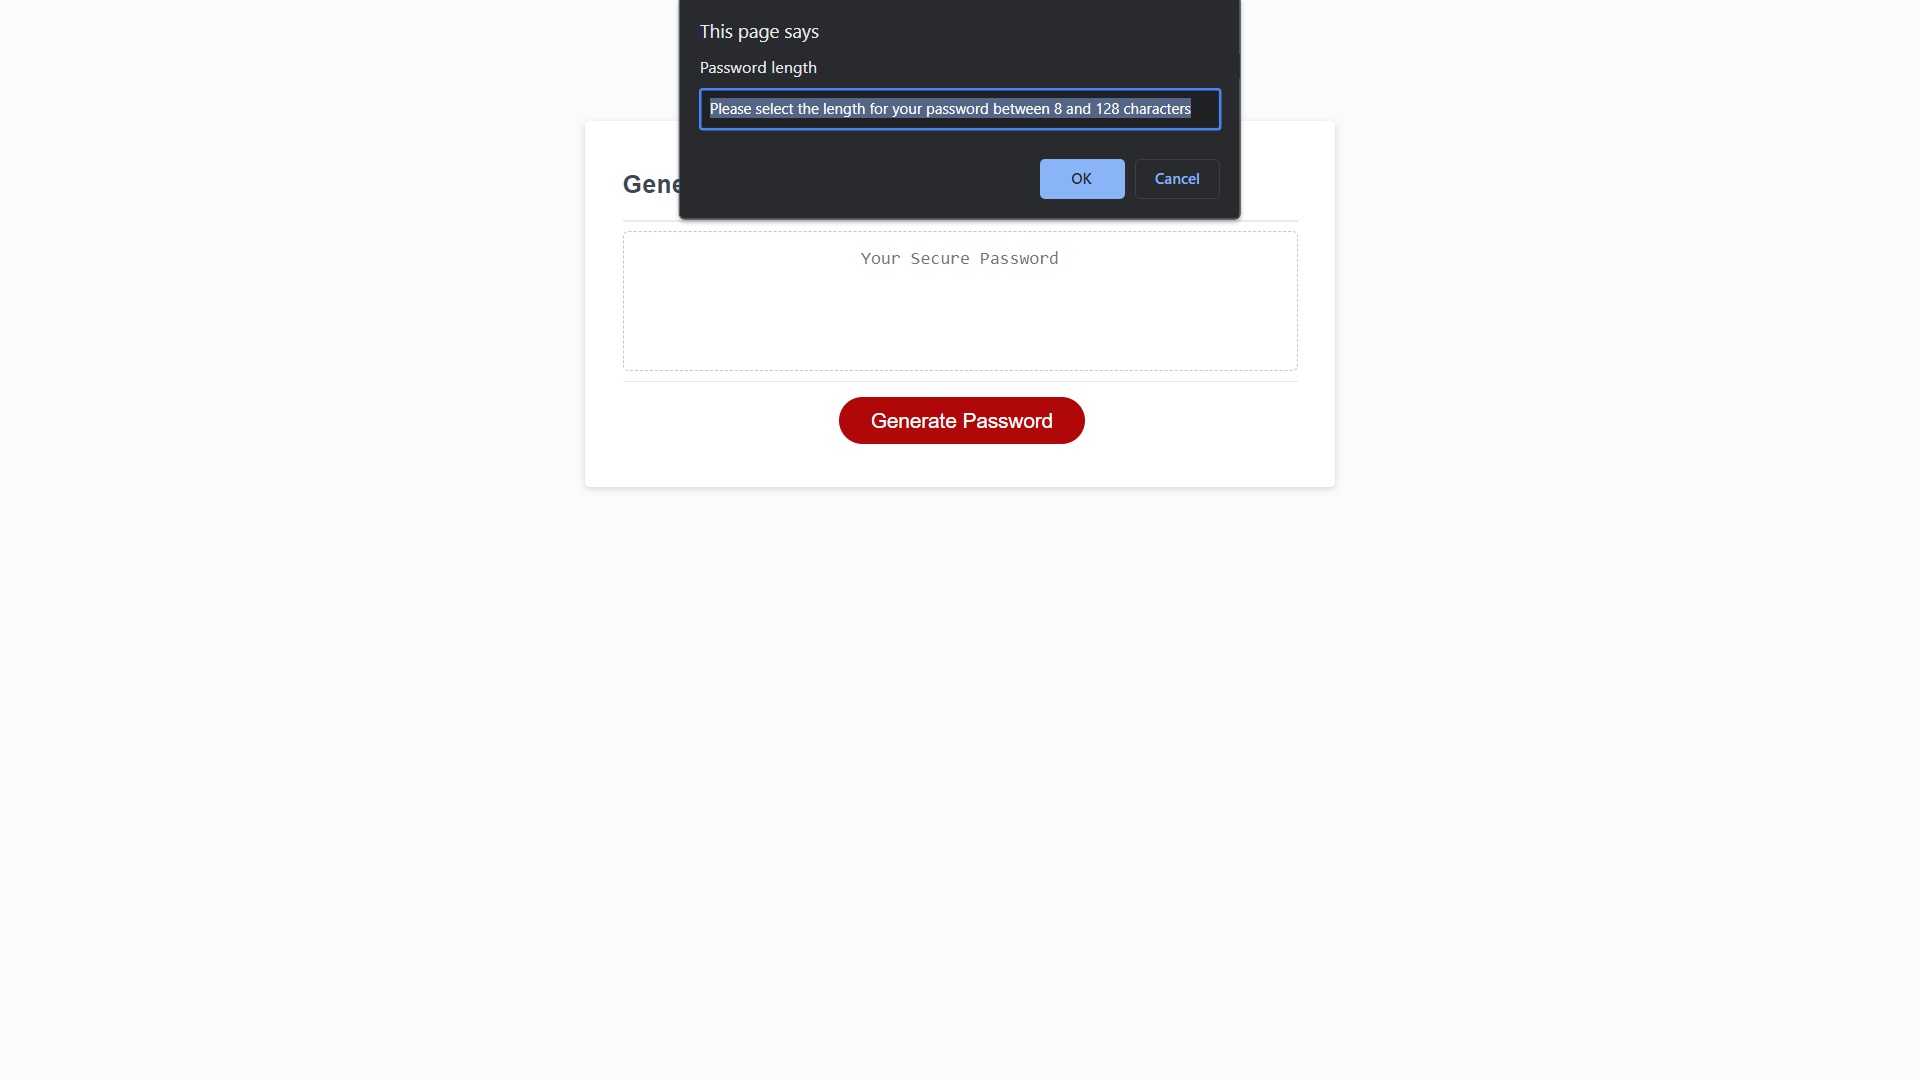 This page says
Password length
Please select the length for your password between 8 and 128 characters
OK
Cancel
Gene
Your Secure Password
Generate Password